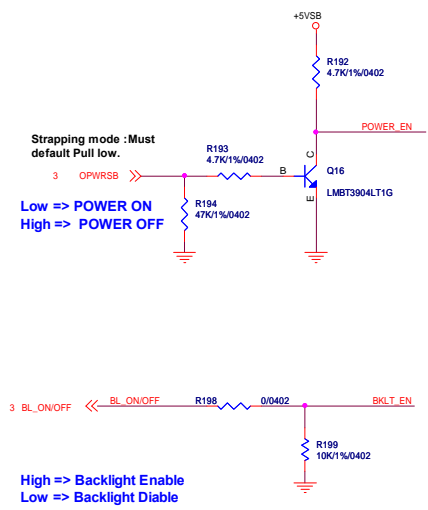 +5VSB
R192
4.7K/1%/0402
POWER_EN
Strapping mode :Must
default Pull low.
R193
4.7K/1%/0402
3 OPWRSB
B
C
E
Q16
LMBT3904LT1G
R194
47K/1%/0402
Low => POWER ON
High => POWER OFF
3 BL_ON/OFF
BL_ON/OFF
R198
0/0402
BKLT_EN
R199
10K/1%/0402
High => Backlight Enable
Low => Backlight Diable